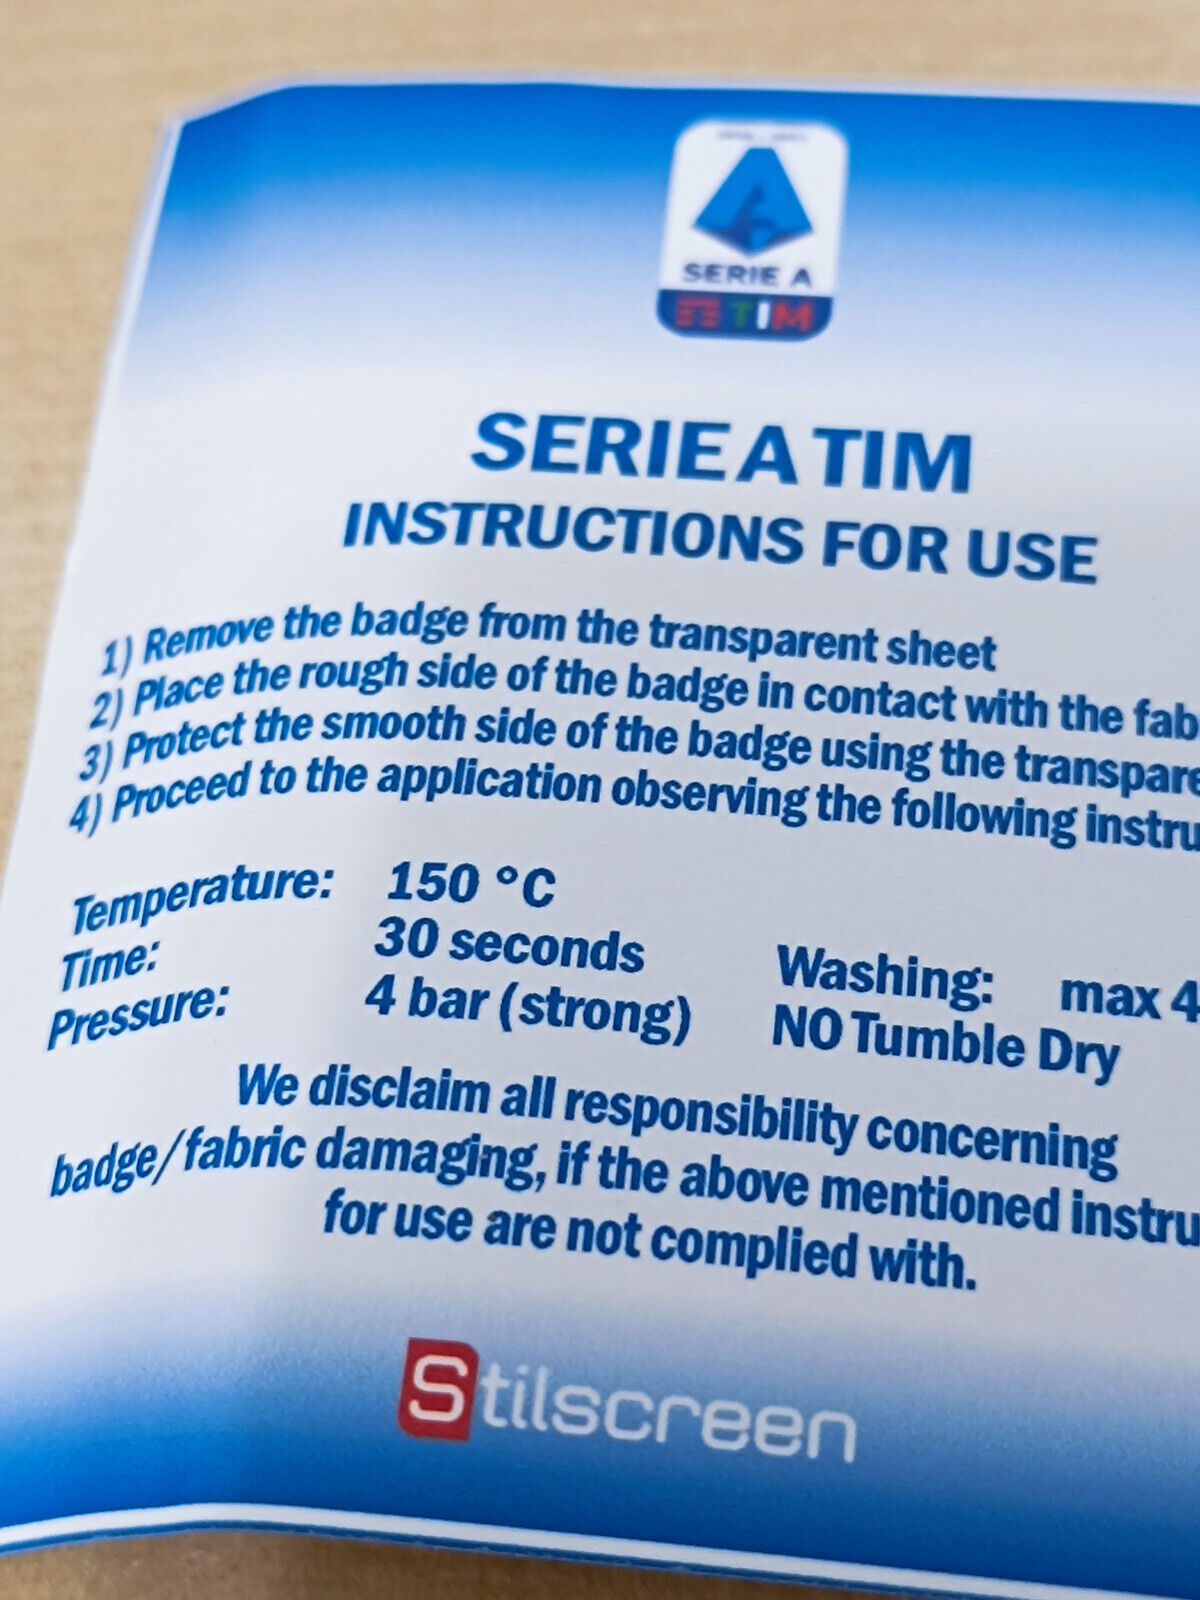 SERIE A
TIM
SERIE A TIM
INSTRUCTIONS FOR USE
1) Remove the badge from the transparent sheet
2) Place the rough side of the badge in contact with the fab
3) Protect the smooth side of the badge using the transpare
4) Proceed to the application observing the following instru
Temperature: 150 °C
Time: 30 seconds Washing: max 4
Pressure: 4 bar (strong) NO Tumble Dry
We disclaim all responsibility concerning
badge/fabric damaging, if the above mentioned instru
for use are not complied with.
Stilscreen